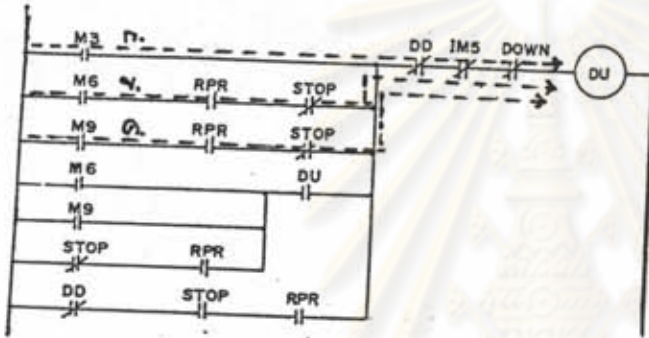 M3 ก. DD IM5 DOWN
DU
M6 ข. RPR STOP
M9 ค. RPR STOP
M6 DU
M9
STOP RPR
DD STOP RPR